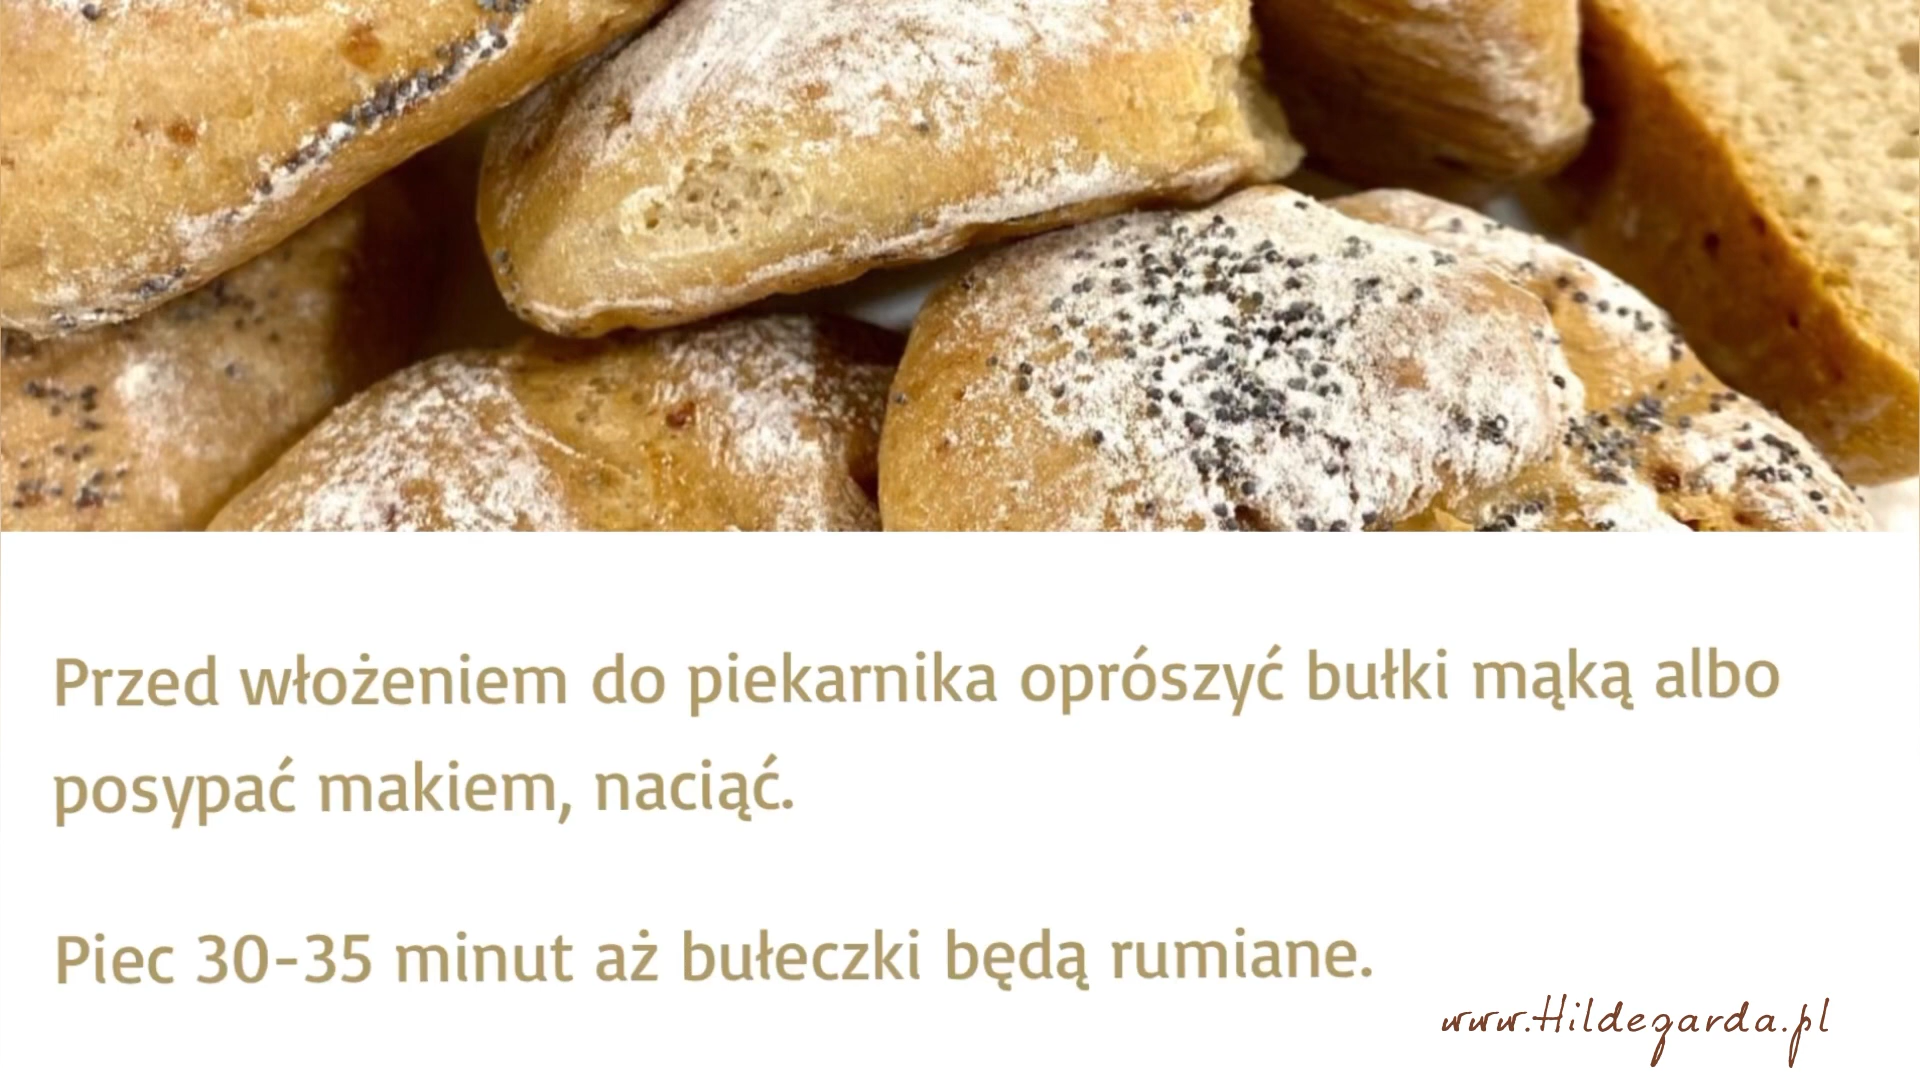 Przed włożeniem do piekarnika oprószyć bułki mąką albo
posypać makiem, naciąć.
Piec 30-35 minut aż bułeczki będą rumiane.
www.Hildegarda.pl